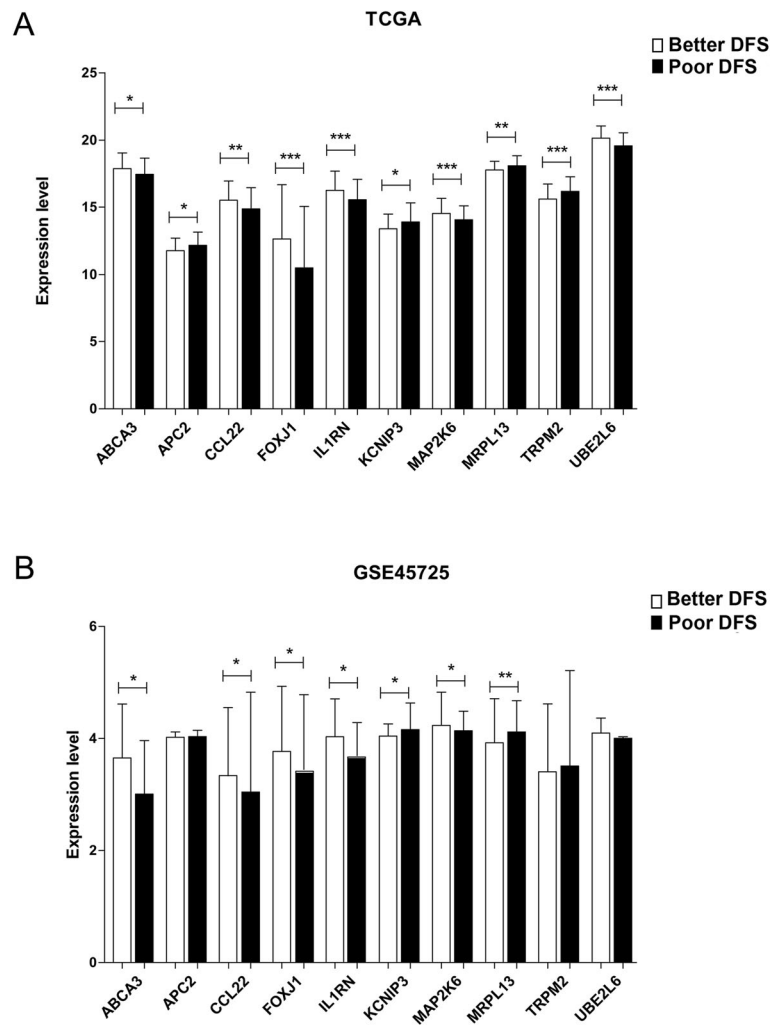 A
TCGA
Better DFS
Poor DFS
Expression level
25
20
15
10
5
0
*
*
**
***
***
*
***
**
***
***
ABCA3
APC2
CCL22
FOXJ1
IL1RN
KCNIP3
MAP2K6
MRPL13
TRPM2
UBE2L6
B
GSE45725
Better DFS
Poor DFS
Expression level
6
4
2
0
*
*
*
*
*
*
**
ABCA3
APC2
CCL22
FOXJ1
IL1RN
KCNIP3
MAP2K6
MRPL13
TRPM2
UBE2L6